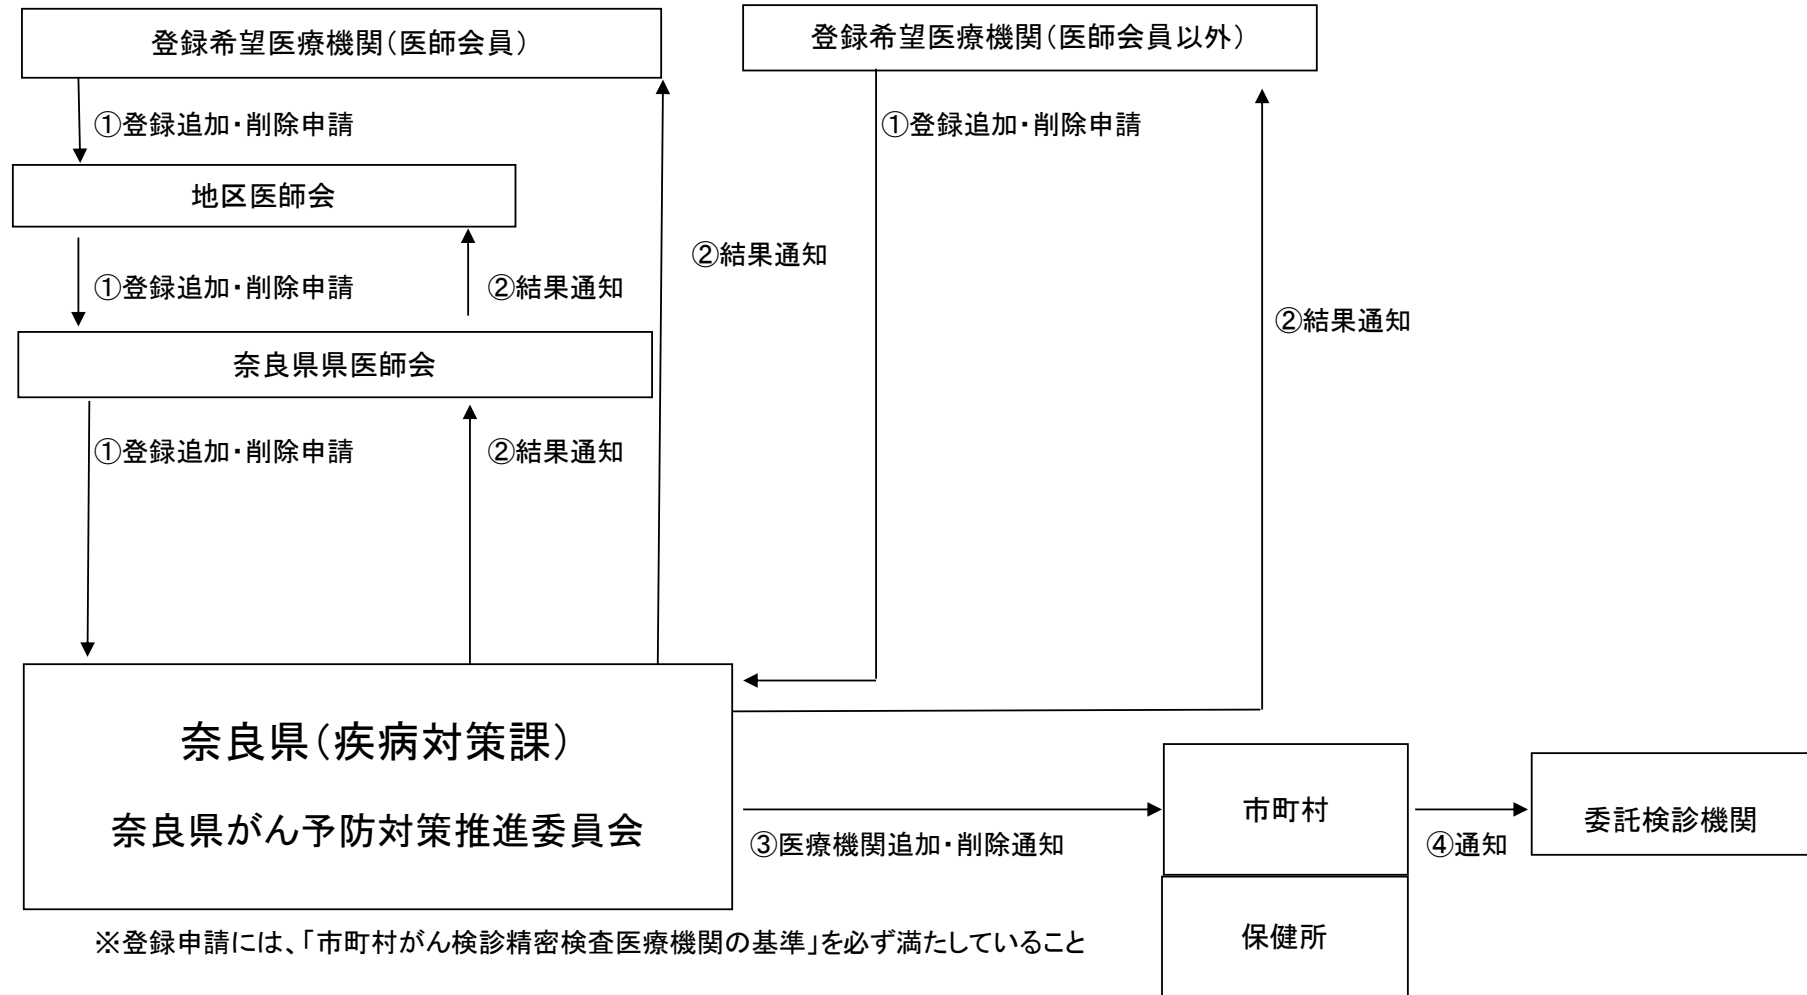 登録希望医療機関(医師会員)
登録希望医療機関(医師会員以外)
①登録追加・削除申請
①登録追加・削除申請
地区医師会
②結果通知
①登録追加・削除申請
②結果通知
②結果通知
奈良県県医師会
①登録追加・削除申請
②結果通知
奈良県(疾病対策課)
奈良県がん予防対策推進委員会
市町村
委託検診機関
③医療機関追加・削除通知
④通知
保健所
※登録申請には、「市町村がん検診精密検査医療機関の基準」を必ず満たしていること